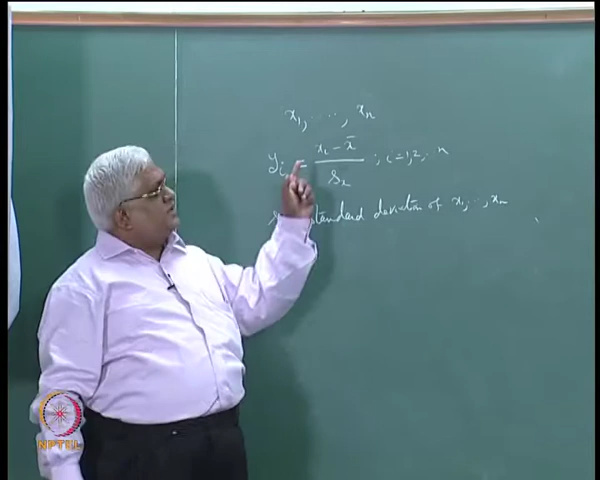 x₁, ....., xₙ
yᵢ = (xᵢ - x̄)/sₓ ; i = 1, 2, .. n
standard deviation of x₁, .., xₙ
NPTEL